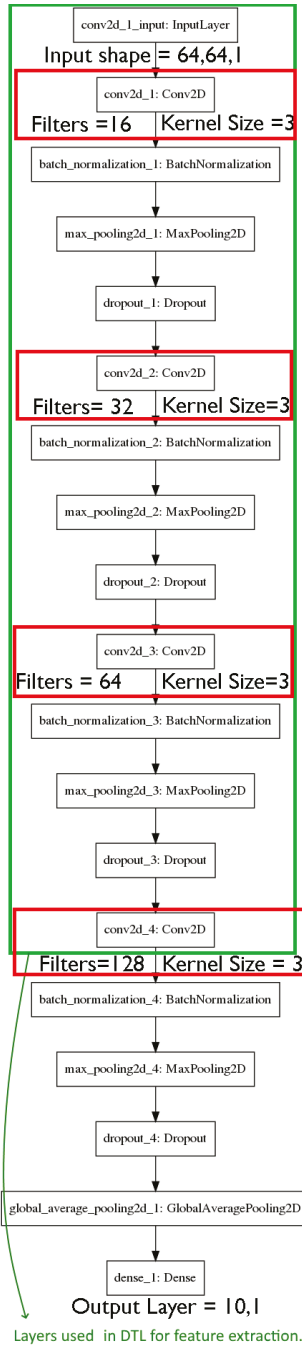 conv2d_1_input: InputLayer
Input shape = 64,64,1
conv2d_1: Conv2D
Filters =16 Kernel Size =3
batch_normalization_1: BatchNormalization
max_pooling2d_1: MaxPooling2D
dropout_1: Dropout
conv2d_2: Conv2D
Filters= 32 Kernel Size=3
batch_normalization_2: BatchNormalization
max_pooling2d_2: MaxPooling2D
dropout_2: Dropout
conv2d_3: Conv2D
Filters = 64 Kernel Size=3
batch_normalization_3: BatchNormalization
max_pooling2d_3: MaxPooling2D
dropout_3: Dropout
conv2d_4: Conv2D
Filters=128 Kernel Size = 3
batch_normalization_4: BatchNormalization
max_pooling2d_4: MaxPooling2D
dropout_4: Dropout
global_average_pooling2d_1: GlobalAveragePooling2D
dense_1: Dense
Output Layer = 10,1
Layers used in DTL for feature extraction.